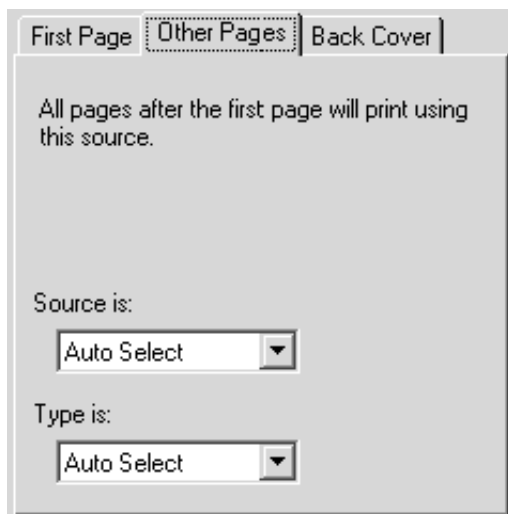 First Page Other Pages Back Cover
All pages after the first page will print using
this source.
Source is:
Auto Select
Type is:
Auto Select